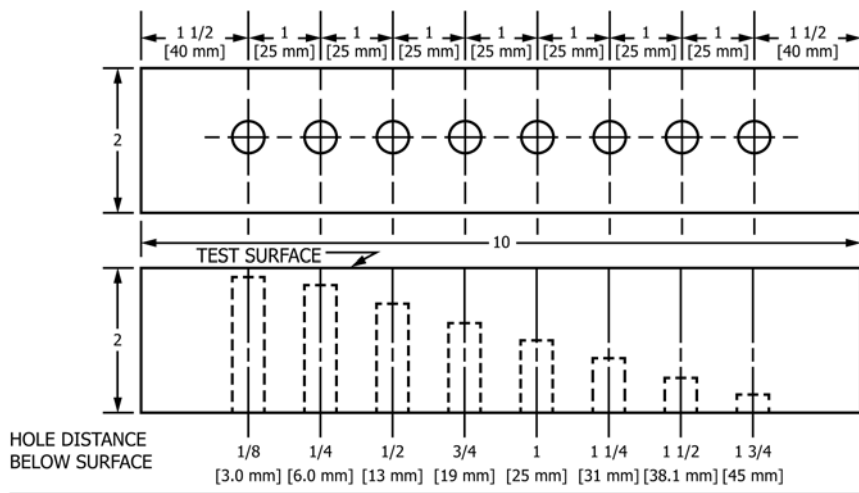 1 1/2 1 1 1 1 1 1 1 1 1/2
[40 mm] [25 mm] [25 mm] [25 mm] [25 mm] [25 mm] [25 mm] [25 mm] [40 mm]
2
10
TEST SURFACE
2
HOLE DISTANCE
BELOW SURFACE
1/8 1/4 1/2 3/4 1 1 1/4 1 1/2 1 3/4
[3.0 mm] [6.0 mm] [13 mm] [19 mm] [25 mm] [31 mm] [38.1 mm] [45 mm]